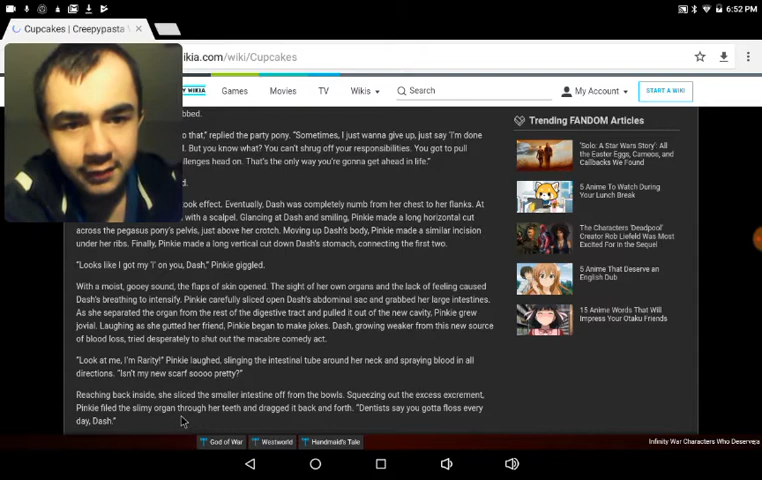 6:52 PM
Cupcakes | Creepypasta
ikia.com/wiki/Cupcakes
WIKIA Games Movies TV Wikis Search My Account START A WIKI
bbed.
o that," replied the party pony. "Sometimes, I just wanna give up, just say 'I'm done
. But you know what? You can't shrug off your responsibilities. You got to pull
allenges head on. That's the only way you're gonna get ahead in life."
d.
ook effect. Eventually, Dash was completely numb from her chest to her flanks. At
with a scalpel. Glancing at Dash and smiling, Pinkie made a long horizontal cut
across the pegasus pony's pelvis, just above her crotch. Moving up Dash's body, Pinkie made a similar incision
under her ribs. Finally, Pinkie made a long vertical cut down Dash's stomach, connecting the first two.
"Looks like I got my 'I' on you, Dash," Pinkie giggled.
With a moist, gooey sound, the flaps of skin opened. The sight of her own organs and the lack of feeling caused
Dash's breathing to intensify. Pinkie carefully sliced open Dash's abdominal sac and grabbed her large intestines.
As she separated the organ from the rest of the digestive tract and pulled it out of the new cavity, Pinkie grew
jovial. Laughing as she gutted her friend, Pinkie began to make jokes. Dash, growing weaker from this new source
of blood loss, tried desperately to shut out the macabre comedy act.
"Look at me, I'm Rarity!" Pinkie laughed, slinging the intestinal tube around her neck and spraying blood in all
directions. "Isn't my new scarf soooo pretty?"
Reaching back inside, she sliced the smaller intestine off from the bowls. Squeezing out the excess excrement,
Pinkie filed the slimy organ through her teeth and dragged it back and forth. "Dentists say you gotta floss every
day, Dash."
Trending FANDOM Articles
'Solo: A Star Wars Story': All
the Easter Eggs, Cameos, and
Callbacks We Found
5 Anime To Watch During
Your Lunch Break
The Characters 'Deadpool'
Creator Rob Liefeld Was Most
Excited For In the Sequel
5 Anime That Deserve an
English Dub
15 Anime Words That Will
Impress Your Otaku Friends
God of War Westworld Handmaid's Tale Infinity War Characters Who Deserve